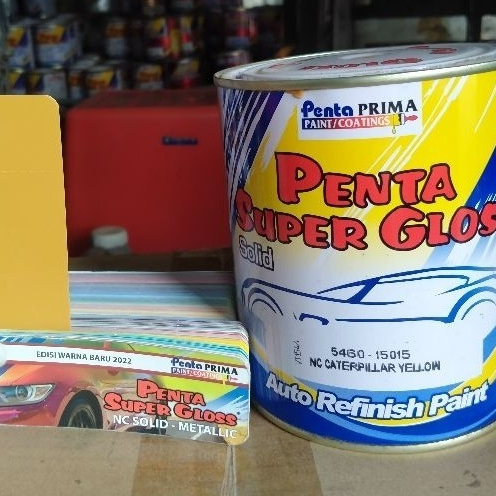 Penta PRIMA
PAINT/COATINGS
PENTA
SUPER GLOSS
Solid
5460 - 15015
NC CATERPILLAR YELLOW
Auto Refinish Paint
EDISI WARNA BARU 2022
Penta PRIMA
PENTA
SUPER GLOSS
NC SOLID - METALLIC